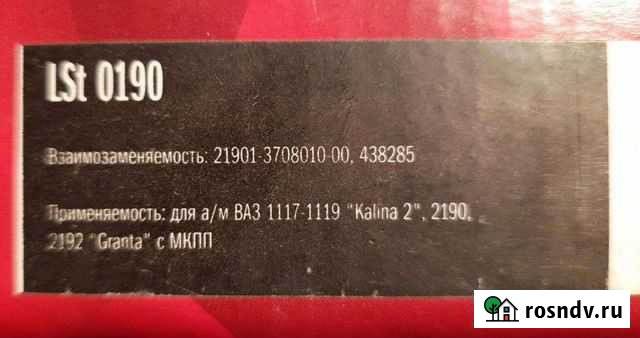 LSt 0190
Взаимозаменяемость: 21901-3708010-00, 438285
Применяемость: для а/м ВАЗ 1117-1119 "Kalina 2", 2190,
2192 "Granta" с МКПП
rosndv.ru